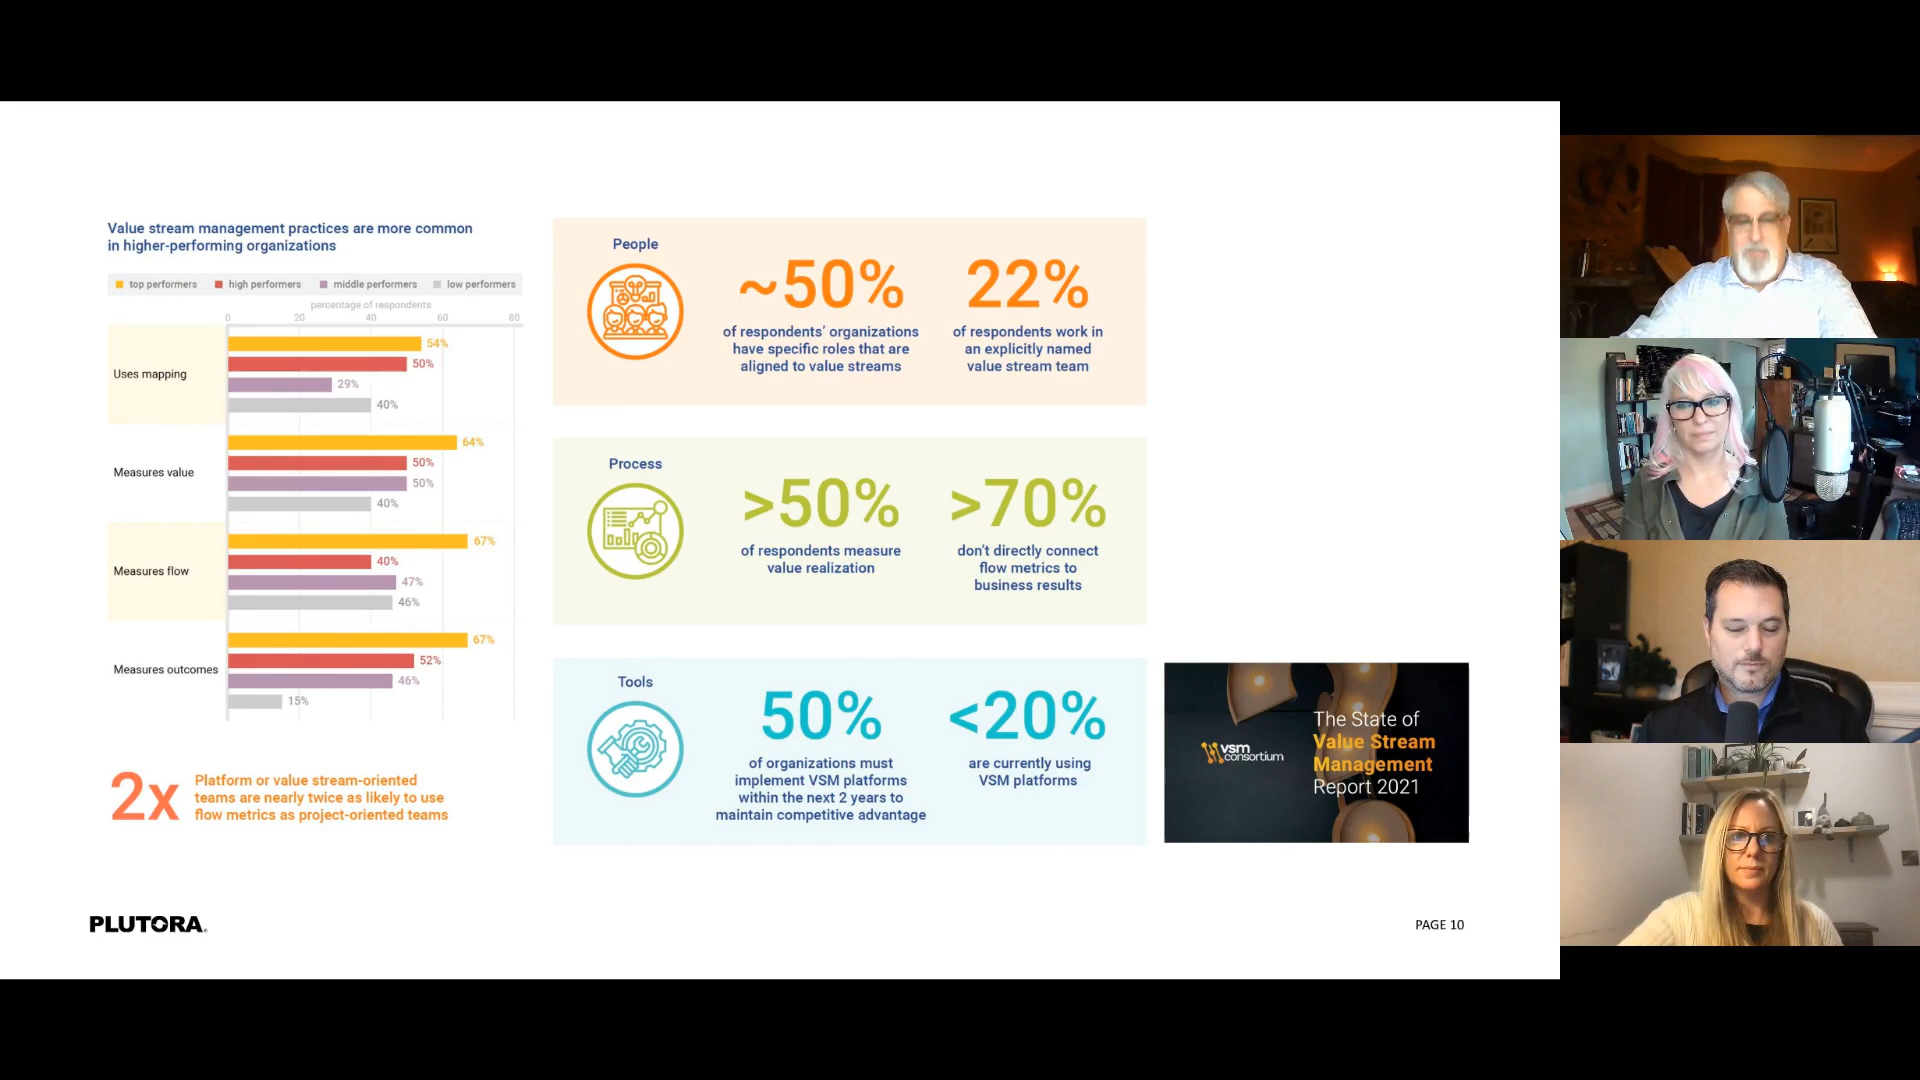 Value stream management practices are more common
in higher-performing organizations
top performers high performers middle performers low performers
percentage of respondents
0 20 40 60 80
Uses mapping
54%
50%
29%
40%
Measures value
64%
50%
50%
40%
Measures flow
67%
40%
47%
46%
Measures outcomes
67%
52%
46%
15%
2x
Platform or value stream-oriented
teams are nearly twice as likely to use
flow metrics as project-oriented teams
People
~50%
of respondents' organizations
have specific roles that are
aligned to value streams
22%
of respondents work in
an explicitly named
value stream team
Process
>50%
of respondents measure
value realization
>70%
don't directly connect
flow metrics to
business results
Tools
50%
of organizations must
implement VSM platforms
within the next 2 years to
maintain competitive advantage
<20%
are currently using
VSM platforms
vsm
consortium
The State of
Value Stream
Management
Report 2021
PLUTORA
PAGE 10